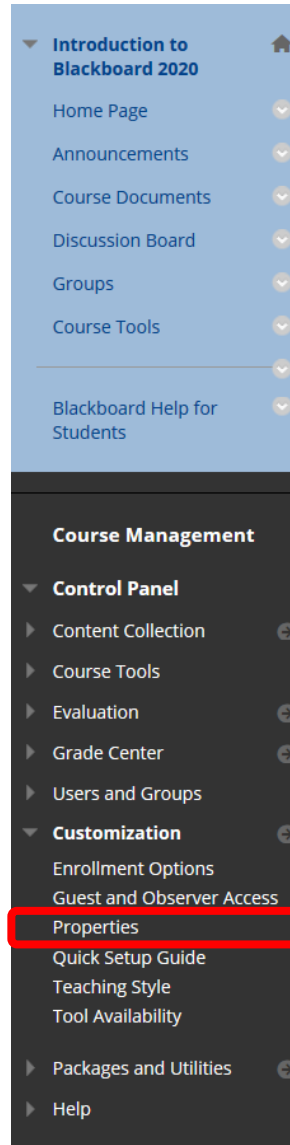 Introduction to
Blackboard 2020
Home Page
Announcements
Course Documents
Discussion Board
Groups
Course Tools
Blackboard Help for
Students
Course Management
Control Panel
Content Collection
Course Tools
Evaluation
Grade Center
Users and Groups
Customization
Enrollment Options
Guest and Observer Access
Properties
Quick Setup Guide
Teaching Style
Tool Availability
Packages and Utilities
Help